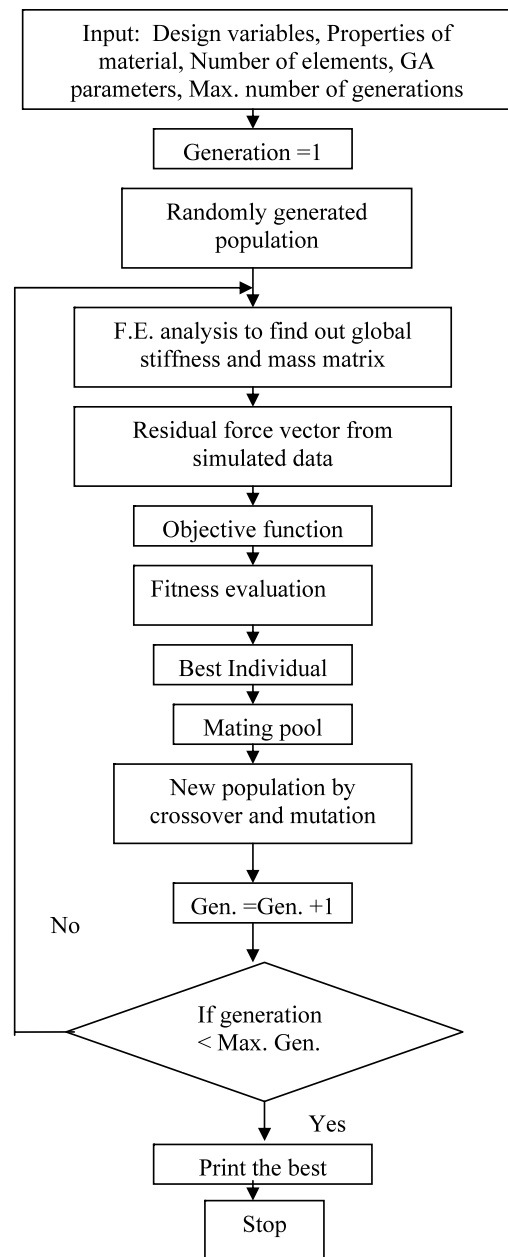 Input: Design variables, Properties of
material, Number of elements, GA
parameters, Max. number of generations
Generation =1
Randomly generated
population
F.E. analysis to find out global
stiffness and mass matrix
Residual force vector from
simulated data
Objective function
Fitness evaluation
Best Individual
Mating pool
New population by
crossover and mutation
Gen. =Gen. +1
No
If generation
< Max. Gen.
Yes
Print the best
Stop